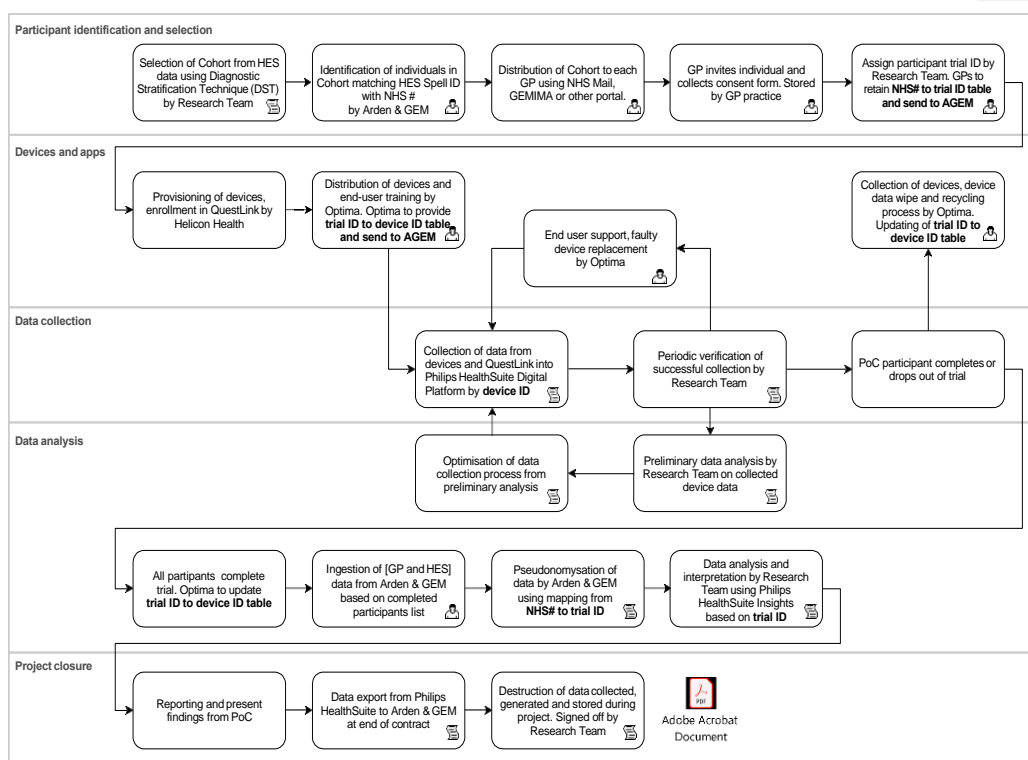 Participant identification and selection
Selection of Cohort from HES
data using Diagnostic
Stratification Technique (DST)
by Research Team
Identification of individuals in
Cohort matching HES Spell ID
with NHS #
by Arden & GEM
Distribution of Cohort to each
GP using NHS Mail,
GEMIMA or other portal.
GP invites individual and
collects consent form. Stored
by GP practice
Assign participant trial ID by
Research Team. GPs to
retain NHS# to trial ID table
and send to AGEM
Devices and apps
Provisioning of devices,
enrollment in QuestLink by
Helicon Health
Distribution of devices and
end-user training by
Optima. Optima to provide
trial ID to device ID table
and send to AGEM
End user support, faulty
device replacement
by Optima
Collection of devices, device
data wipe and recycling
process by Optima.
Updating of trial ID to
device ID table
Data collection
Collection of data from
devices and QuestLink into
Philips HealthSuite Digital
Platform by device ID
Periodic verification of
successful collection by
Research Team
PoC participant completes or
drops out of trial
Data analysis
Optimisation of data
collection process from
preliminary analysis
Preliminary data analysis by
Research Team on collected
device data
All partipants complete
trial. Optima to update
trial ID to device ID table
Ingestion of [GP and HES]
data from Arden & GEM
based on completed
participants list
Pseudonomysation of
data by Arden & GEM
using mapping from
NHS# to trial ID
Data analysis and
interpretation by Research
Team using Philips
HealthSuite Insights
based on trial ID
Project closure
Reporting and present
findings from PoC
Data export from Philips
HealthSuite to Arden & GEM
at end of contract
Destruction of data collected,
generated and stored during
project. Signed off by
Research Team
PDF
Adobe Acrobat
Document